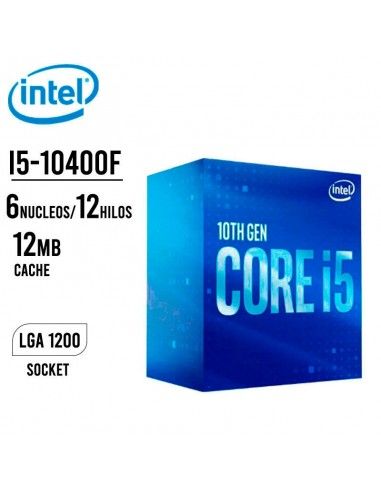 intel
I5-10400F
6NUCLEOS/12HILOS
12MB
CACHE
LGA 1200
SOCKET
intel
10TH GEN
CORE i5